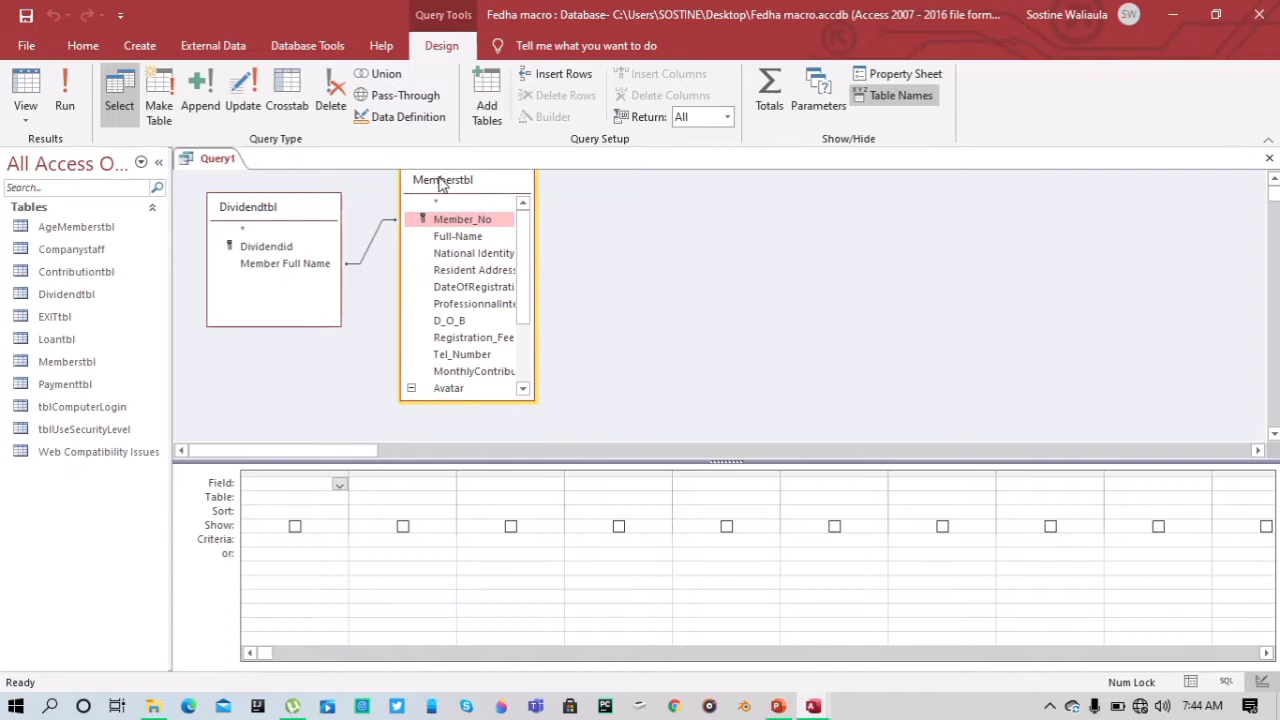 Query Tools
Fedha macro : Database- C:\Users\SOSTINE\Desktop\Fedha macro.accdb (Access 2007 - 2016 file form...
Sostine Waliaula
SW
File
Home
Create
External Data
Database Tools
Help
Design
Tell me what you want to do
View
Run
Select
Make Table
Append
Update
Crosstab
Delete
Union
Pass-Through
Data Definition
Add Tables
Insert Rows
Delete Rows
Builder
Insert Columns
Delete Columns
Return:
All
Totals
Parameters
Property Sheet
XYZ
Table Names
Results
Query Type
Query Setup
Show/Hide
All Access O...
Search...
Tables
AgeMemberstbl
Companystaff
Contributiontbl
Dividendtbl
EXITtbl
Loantbl
Memberstbl
Paymenttbl
tblComputerLogin
tblUseSecurityLevel
Web Compatibility Issues
Query1
Dividendtbl
*
Dividendid
Member Full Name
Memberstbl
*
Member_No
Full-Name
National Identity
Resident Address
DateOfRegistrati
ProfessionnalInte
D_O_B
Registration_Fee
Tel_Number
MonthlyContribu
Avatar
Field:
Table:
Sort:
Show:
Criteria:
or:
Ready
Num Lock
SQL
7:44 AM